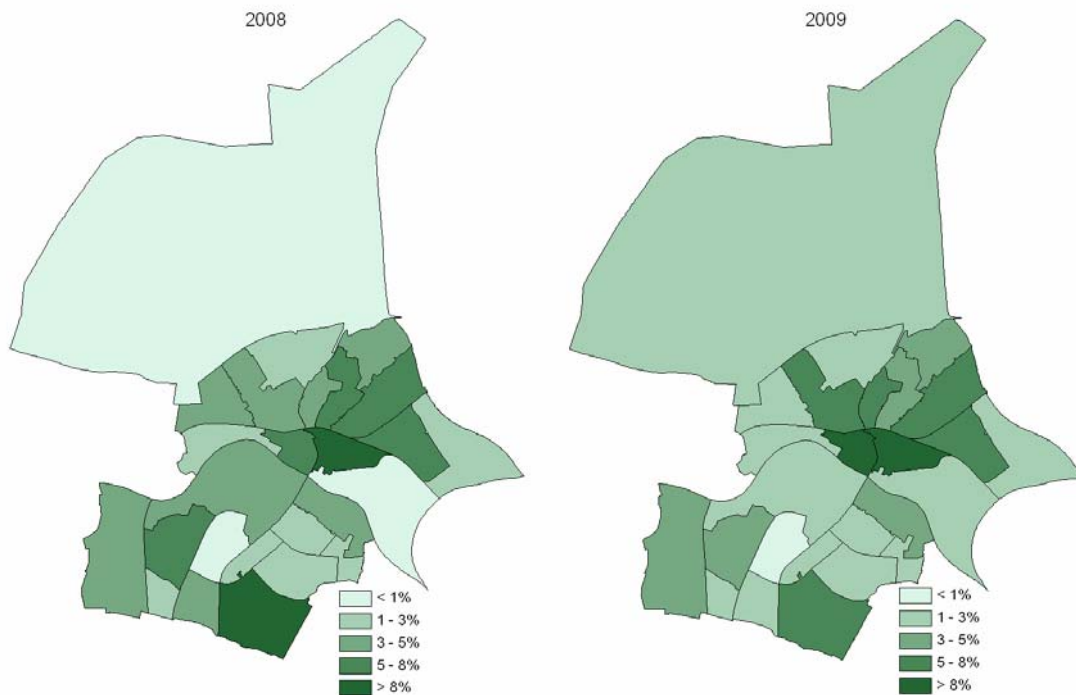 2008
2009
< 1%
1 - 3%
3 - 5%
5 - 8%
> 8%
< 1%
1 - 3%
3 - 5%
5 - 8%
> 8%